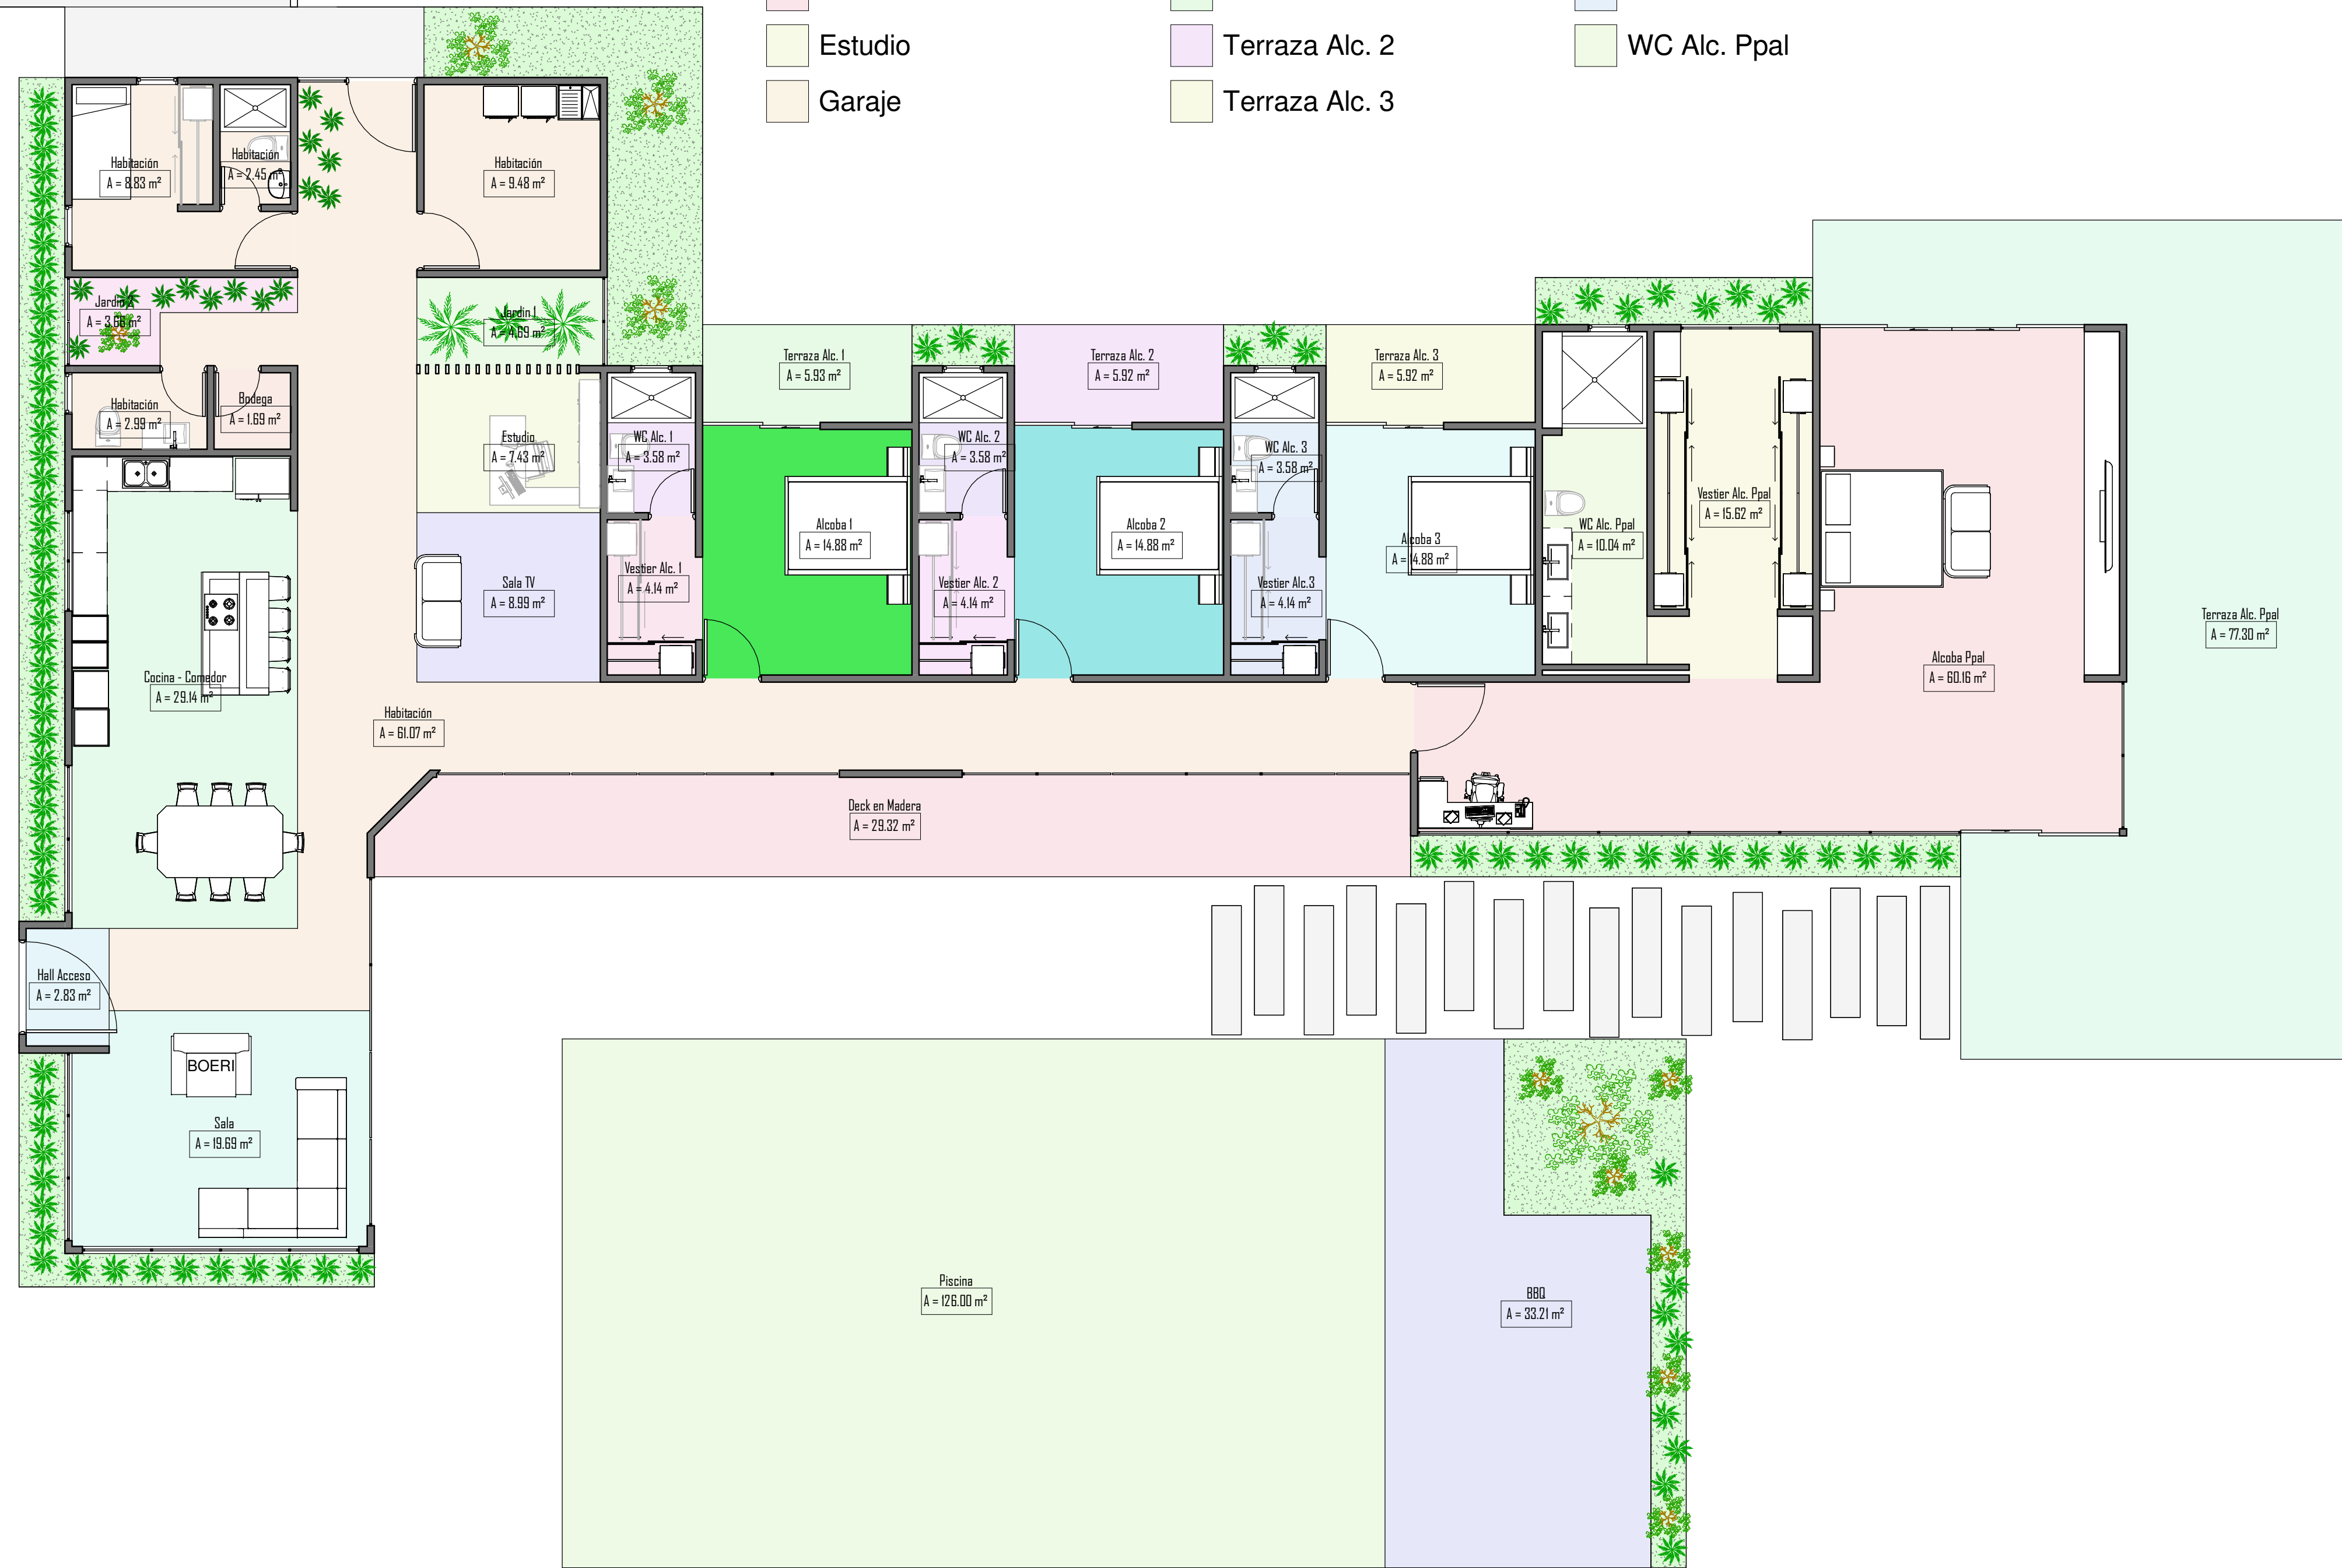 Estudio
Terraza Alc. 2
WC Alc. Ppal
Garaje
Terraza Alc. 3
Habitación
A = 8.83 m²
Habitación
A = 2.45 m²
Habitación
A = 9.48 m²
Jardín 2
A = 3.68 m²
Jardín 1
A = 4.69 m²
Terraza Alc. 1
A = 5.93 m²
Terraza Alc. 2
A = 5.92 m²
Terraza Alc. 3
A = 5.92 m²
Habitación
A = 2.99 m²
Bodega
A = 1.69 m²
Estudio
A = 7.43 m²
WC Alc. 1
A = 3.58 m²
WC Alc. 2
A = 3.58 m²
WC Alc. 3
A = 3.58 m²
Alcoba 1
A = 14.88 m²
Alcoba 2
A = 14.88 m²
Alcoba 3
A = 14.88 m²
WC Alc. Ppal
A = 10.04 m²
Vestier Alc. Ppal
A = 15.62 m²
Sala TV
A = 8.99 m²
Vestier Alc. 1
A = 4.14 m²
Vestier Alc. 2
A = 4.14 m²
Vestier Alc.3
A = 4.14 m²
Terraza Alc. Ppal
A = 77.30 m²
Alcoba Ppal
A = 60.16 m²
Cocina - Comedor
A = 29.14 m²
Habitación
A = 61.07 m²
Deck en Madera
A = 29.32 m²
Hall Acceso
A = 2.83 m²
BOERI
Sala
A = 19.69 m²
Piscina
A = 126.00 m²
BBQ
A = 33.21 m²